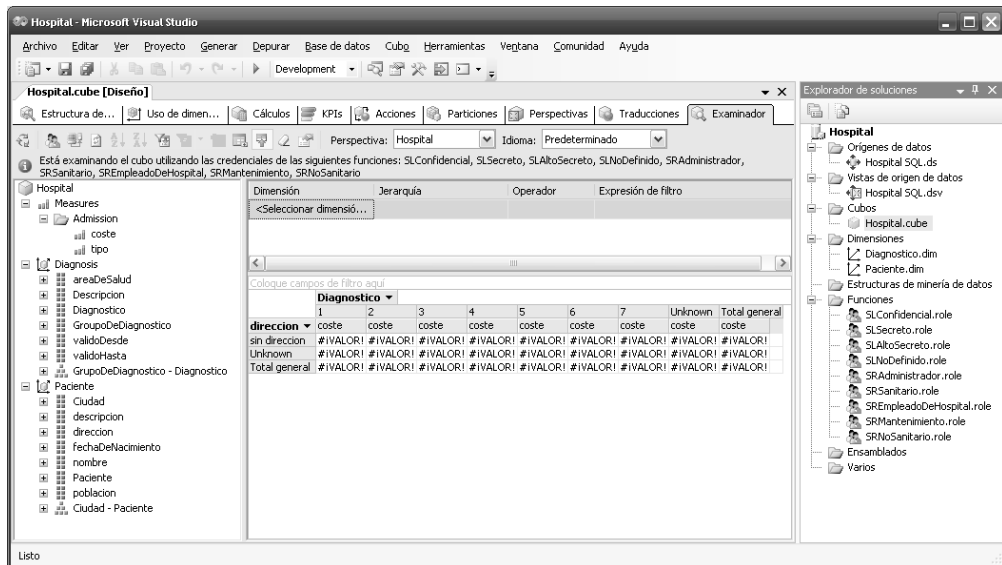 Hospital - Microsoft Visual Studio
Archivo Editar Ver Proyecto Generar Depurar Base de datos Cubo Herramientas Ventana Comunidad Ayuda
Development
Hospital.cube [Diseño]
Estructura de... Uso de dimen... Cálculos KPIs Acciones Particiones Perspectivas Traducciones Examinador
Perspectiva: Hospital Idioma: Predeterminado
Está examinando el cubo utilizando las credenciales de las siguientes funciones: SLConfidencial, SLSecreto, SLAltoSecreto, SLNoDefinido, SRAdministrador,
SRSanitario, SREmpleadoDeHospital, SRMantenimiento, SRNoSanitario
Hospital
Measures
Admission
coste
tipo
Diagnosis
areaDeSalud
Descripcion
Diagnostico
GrupoDeDiagnostico
validoDesde
validoHasta
GrupoDeDiagnostico - Diagnostico
Paciente
Ciudad
descripcion
direccion
fechaDeNacimiento
nombre
Paciente
poblacion
Ciudad - Paciente
Dimensión Jerarquía Operador Expresión de filtro
<Seleccionar dimensió...
Coloque campos de filtro aquí
Diagnostico
1 2 3 4 5 6 7 Unknown Total general
direccion coste coste coste coste coste coste coste coste coste
sin direccion #¡VALOR! #¡VALOR! #¡VALOR! #¡VALOR! #¡VALOR! #¡VALOR! #¡VALOR! #¡VALOR! #¡VALOR!
Unknown #¡VALOR! #¡VALOR! #¡VALOR! #¡VALOR! #¡VALOR! #¡VALOR! #¡VALOR! #¡VALOR! #¡VALOR!
Total general #¡VALOR! #¡VALOR! #¡VALOR! #¡VALOR! #¡VALOR! #¡VALOR! #¡VALOR! #¡VALOR! #¡VALOR!
Explorador de soluciones
Hospital
Orígenes de datos
Hospital SQL.ds
Vistas de origen de datos
Hospital SQL.dsv
Cubos
Hospital.cube
Dimensiones
Diagnostico.dim
Paciente.dim
Estructuras de minería de datos
Funciones
SLConfidencial.role
SLSecreto.role
SLAltoSecreto.role
SLNoDefinido.role
SRAdministrador.role
SRSanitario.role
SREmpleadoDeHospital.role
SRMantenimiento.role
SRNoSanitario.role
Ensamblados
Varios
Listo